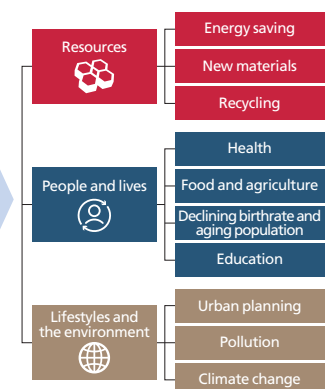 Resources
Energy saving
New materials
Recycling
People and lives
Health
Food and agriculture
Declining birthrate and
aging population
Education
Lifestyles and
the environment
Urban planning
Pollution
Climate change